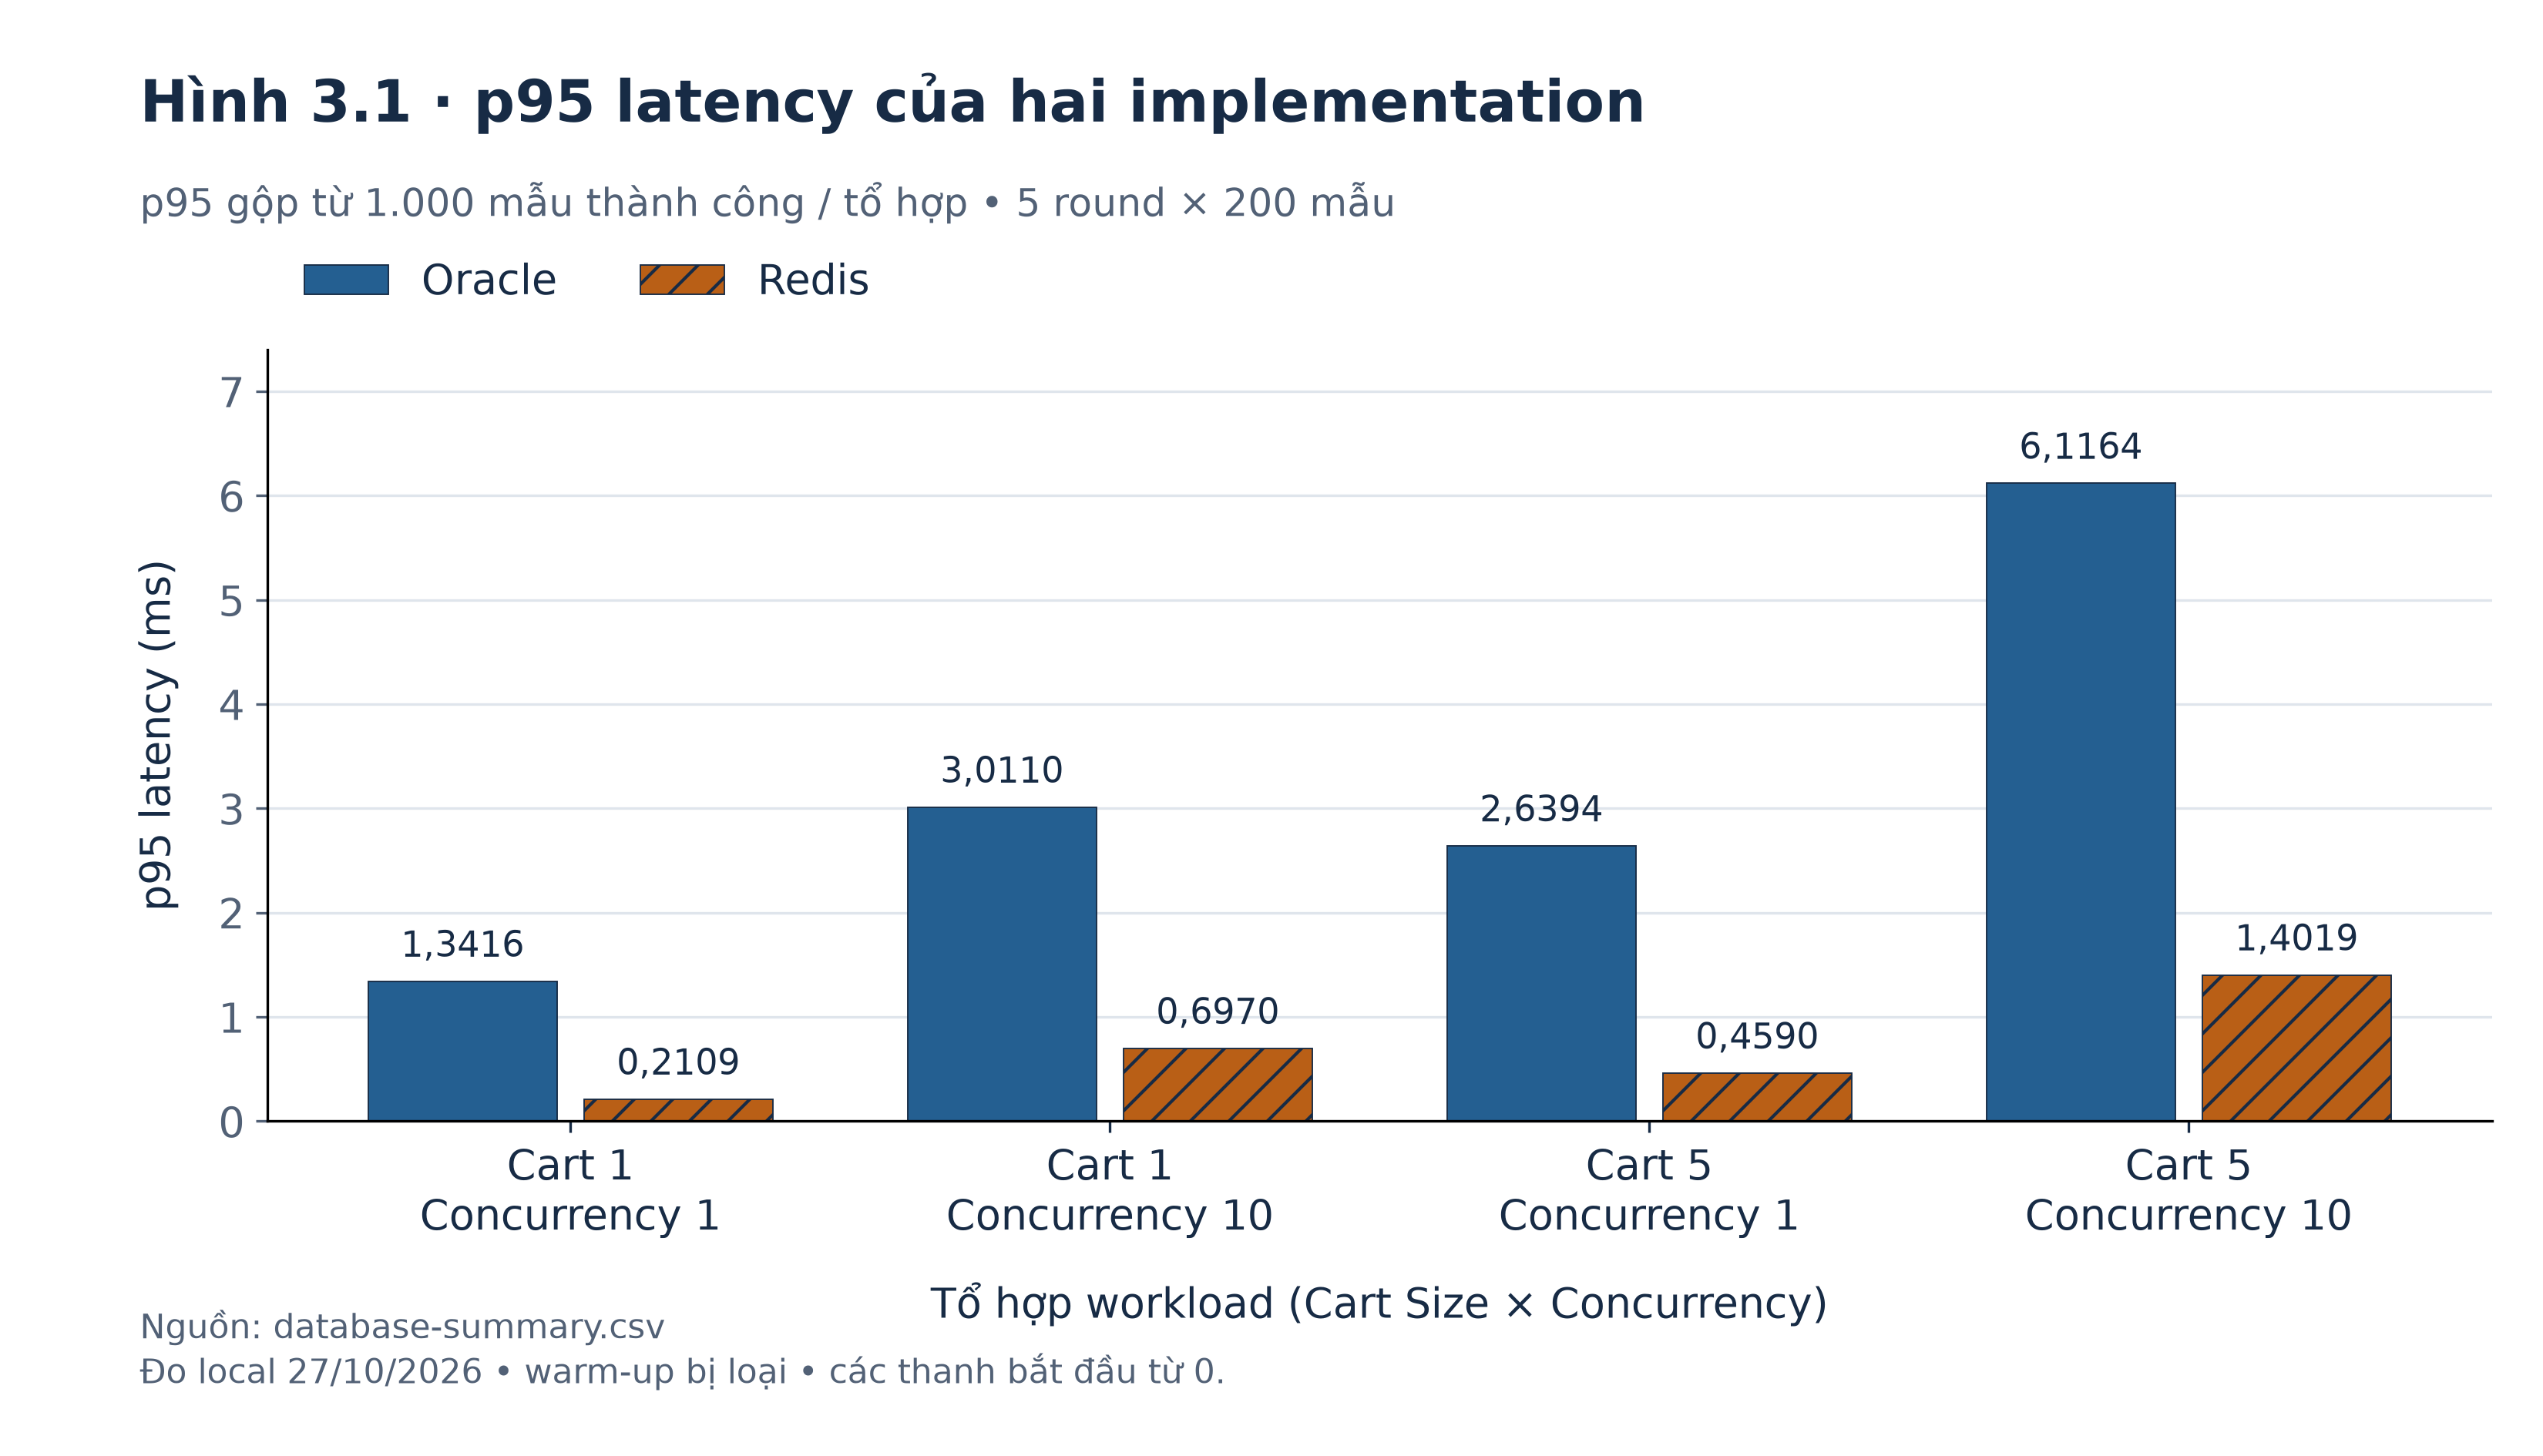 Hình 3.1 · p95 latency của hai implementation
p95 gộp từ 1.000 mẫu thành công / tổ hợp • 5 round × 200 mẫu
Oracle
Redis
p95 latency (ms)
7
6
5
4
3
2
1
0
1,3416
0,2109
3,0110
0,6970
2,6394
0,4590
6,1164
1,4019
Cart 1
Concurrency 1
Cart 1
Concurrency 10
Cart 5
Concurrency 1
Cart 5
Concurrency 10
Tổ hợp workload (Cart Size × Concurrency)
Nguồn: database-summary.csv
Đo local 27/10/2026 • warm-up bị loại • các thanh bắt đầu từ 0.